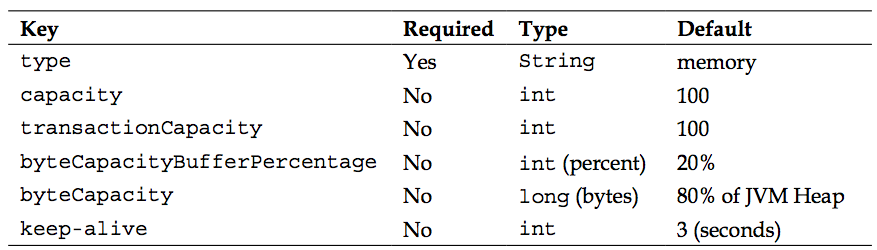 Key Required Type Default
type Yes String memory
capacity No int 100
transactionCapacity No int 100
byteCapacityBufferPercentage No int (percent) 20%
byteCapacity No long (bytes) 80% of JVM Heap
keep-alive No int 3 (seconds)